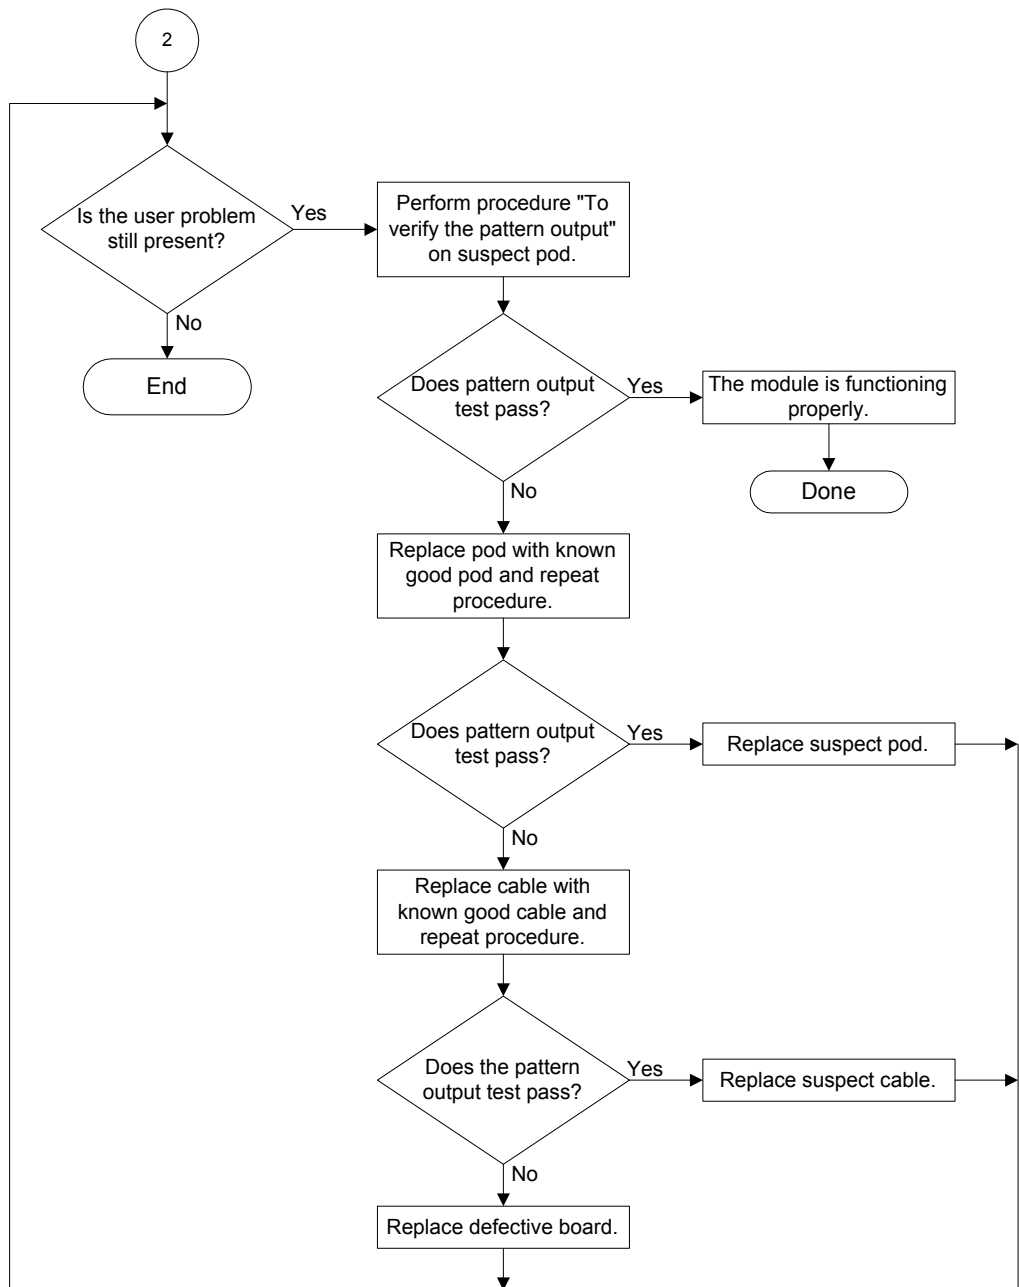 2
Is the user problem
still present?
Yes
Perform procedure "To
verify the pattern output"
on suspect pod.
No
End
Does pattern output
test pass?
Yes
The module is functioning
properly.
Done
No
Replace pod with known
good pod and repeat
procedure.
Does pattern output
test pass?
Yes
Replace suspect pod.
No
Replace cable with
known good cable and
repeat procedure.
Does the pattern
output test pass?
Yes
Replace suspect cable.
No
Replace defective board.